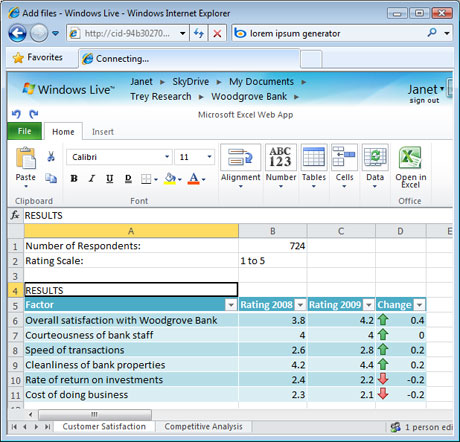 Add files - Windows Live - Windows Internet Explorer
http://cid-94b30270...
lorem ipsum generator
Favorites
Connecting...
Windows Live™
Janet ▸ SkyDrive ▸ My Documents ▸
Trey Research ▸ Woodgrove Bank ▸
Janet
sign out
Microsoft Excel Web App
File Home Insert
Paste
Calibri 11
B I U D A
ABC
123
Alignment Number Tables Cells Data Open in
Excel
Clipboard Font Office
fx RESULTS
A B C D E
1 Number of Respondents: 724
2 Rating Scale: 1 to 5
3
4 RESULTS
5 Factor Rating 2008 Rating 2009 Change
6 Overall satisfaction with Woodgrove Bank 3.8 4.2 0.4
7 Courteousness of bank staff 4 4 0
8 Speed of transactions 2.6 2.8 0.2
9 Cleanliness of bank properties 4.2 4.4 0.2
10 Rate of return on investments 2.4 2.2 -0.2
11 Cost of doing business 2.3 2.1 -0.2
12
Customer Satisfaction Competitive Analysis
1 person edi